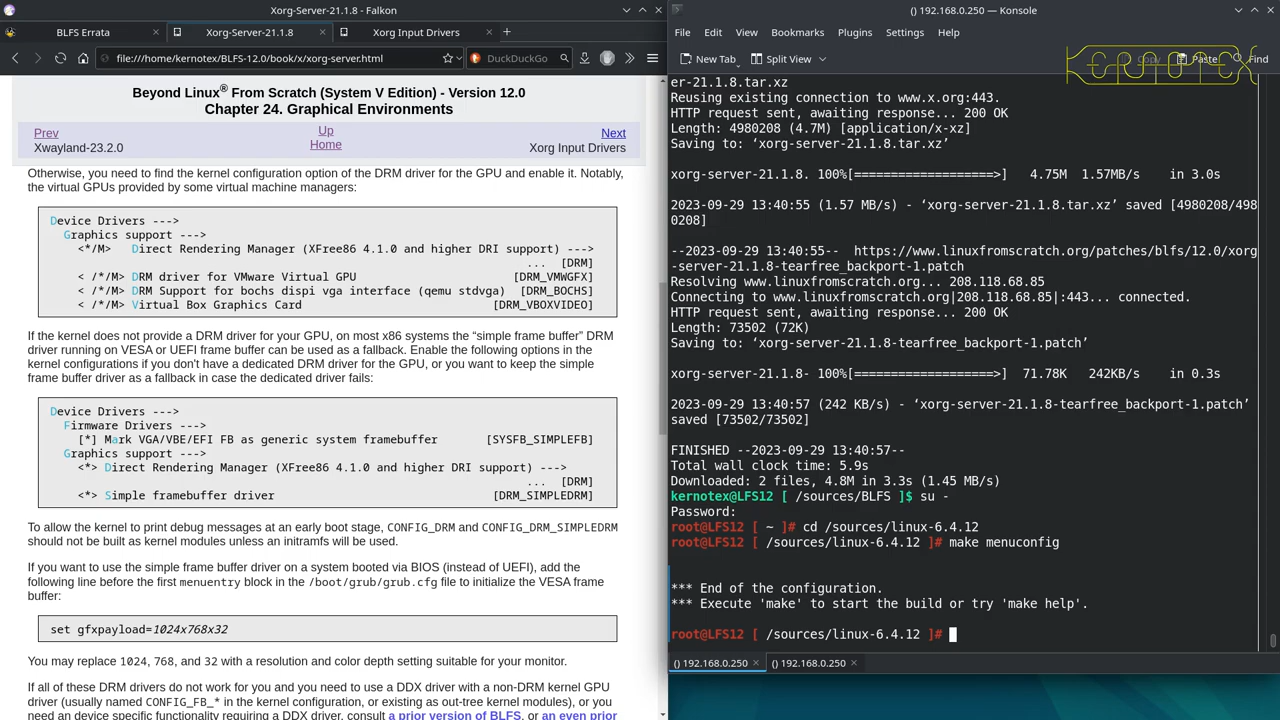 Xorg-Server-21.1.8 - Falkon
BLFS Errata
Xorg-Server-21.1.8
Xorg Input Drivers
file:///home/kernotex/BLFS-12.0/book/x/xorg-server.html
DuckDuckGo
Beyond Linux® From Scratch (System V Edition) - Version 12.0
Chapter 24. Graphical Environments
Prev
Up
Next
Xwayland-23.2.0
Home
Xorg Input Drivers
Otherwise, you need to find the kernel configuration option of the DRM driver for the GPU and enable it. Notably,
the virtual GPUs provided by some virtual machine managers:
Device Drivers --->
Graphics support --->
<*/M> Direct Rendering Manager (XFree86 4.1.0 and higher DRI support) --->
... [DRM]
< /*/M> DRM driver for VMware Virtual GPU [DRM_VMWGFX]
< /*/M> DRM Support for bochs dispi vga interface (qemu stdvga) [DRM_BOCHS]
< /*/M> Virtual Box Graphics Card [DRM_VBOXVIDEO]
If the kernel does not provide a DRM driver for your GPU, on most x86 systems the “simple frame buffer” DRM
driver running on VESA or UEFI frame buffer can be used as a fallback. Enable the following options in the
kernel configurations if you don't have a dedicated DRM driver for the GPU, or you want to keep the simple
frame buffer driver as a fallback in case the dedicated driver fails:
Device Drivers --->
Firmware Drivers --->
[*] Mark VGA/VBE/EFI FB as generic system framebuffer [SYSFB_SIMPLEFB]
Graphics support --->
<*> Direct Rendering Manager (XFree86 4.1.0 and higher DRI support) --->
... [DRM]
<*> Simple framebuffer driver [DRM_SIMPLEDRM]
To allow the kernel to print debug messages at an early boot stage, CONFIG_DRM and CONFIG_DRM_SIMPLEDRM
should not be built as kernel modules unless an initramfs will be used.
If you want to use the simple frame buffer driver on a system booted via BIOS (instead of UEFI), add the
following line before the first menuentry block in the /boot/grub/grub.cfg file to initialize the VESA frame
buffer:
set gfxpayload=1024x768x32
You may replace 1024, 768, and 32 with a resolution and color depth setting suitable for your monitor.
If all of these DRM drivers do not work for you and you need to use a DDX driver with a non-DRM kernel GPU
driver (usually named CONFIG_FB_* in the kernel configuration, or existing as out-tree kernel modules), or you
need an device specific functionality requiring a DDX driver, consult a prior version of BLFS, or an even prior
() 192.168.0.250 — Konsole
File Edit View Bookmarks Plugins Settings Help
New Tab Split View Copy Paste Find
KERNOTEX
er-21.1.8.tar.xz
Reusing existing connection to www.x.org:443.
HTTP request sent, awaiting response... 200 OK
Length: 4980208 (4.7M) [application/x-xz]
Saving to: ‘xorg-server-21.1.8.tar.xz’
xorg-server-21.1.8. 100%[===================>] 4.75M 1.57MB/s in 3.0s
2023-09-29 13:40:55 (1.57 MB/s) - ‘xorg-server-21.1.8.tar.xz’ saved [4980208/498
0208]
--2023-09-29 13:40:55-- https://www.linuxfromscratch.org/patches/blfs/12.0/xorg
-server-21.1.8-tearfree_backport-1.patch
Resolving www.linuxfromscratch.org... 208.118.68.85
Connecting to www.linuxfromscratch.org|208.118.68.85|:443... connected.
HTTP request sent, awaiting response... 200 OK
Length: 73502 (72K)
Saving to: ‘xorg-server-21.1.8-tearfree_backport-1.patch’
xorg-server-21.1.8- 100%[===================>] 71.78K 242KB/s in 0.3s
2023-09-29 13:40:57 (242 KB/s) - ‘xorg-server-21.1.8-tearfree_backport-1.patch’
saved [73502/73502]
FINISHED --2023-09-29 13:40:57--
Total wall clock time: 5.9s
Downloaded: 2 files, 4.8M in 3.3s (1.45 MB/s)
kernotex@LFS12 [ /sources/BLFS ]$ su -
Password:
root@LFS12 [ ~ ]# cd /sources/linux-6.4.12
root@LFS12 [ /sources/linux-6.4.12 ]# make menuconfig
*** End of the configuration.
*** Execute 'make' to start the build or try 'make help'.
root@LFS12 [ /sources/linux-6.4.12 ]#
() 192.168.0.250
() 192.168.0.250